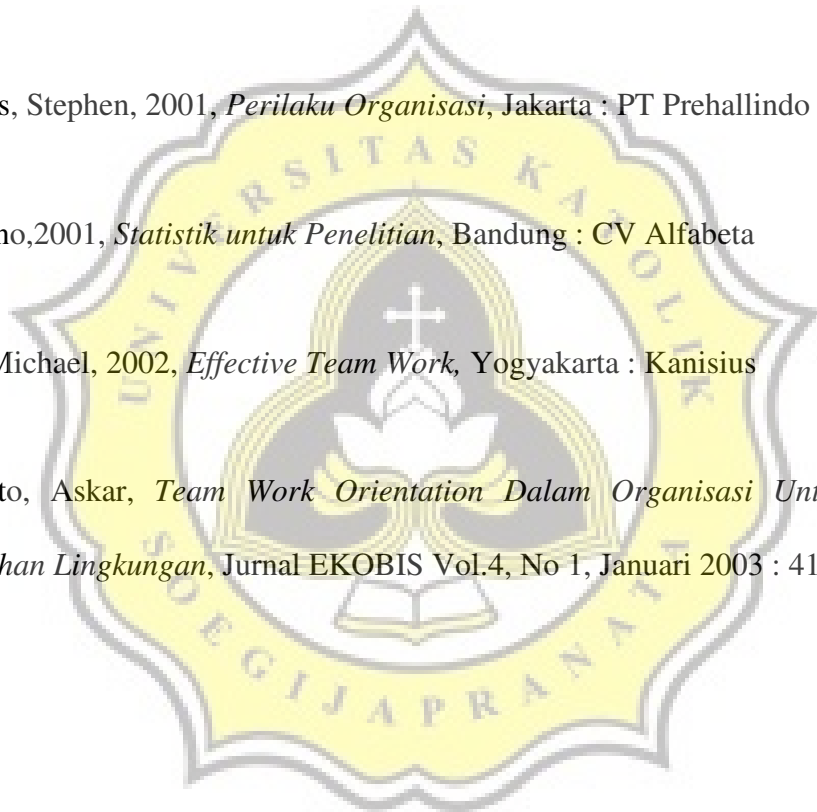 s, Stephen, 2001, Perilaku Organisasi, Jakarta : PT Prehallindo
no,2001, Statistik untuk Penelitian, Bandung : CV Alfabeta
Michael, 2002, Effective Team Work, Yogyakarta : Kanisius
to, Askar, Team Work Orientation Dalam Organisasi Unt
han Lingkungan, Jurnal EKOBIS Vol.4, No 1, Januari 2003 : 41
UNIVERSITAS KATOLIK
SOEGIJAPRANATA